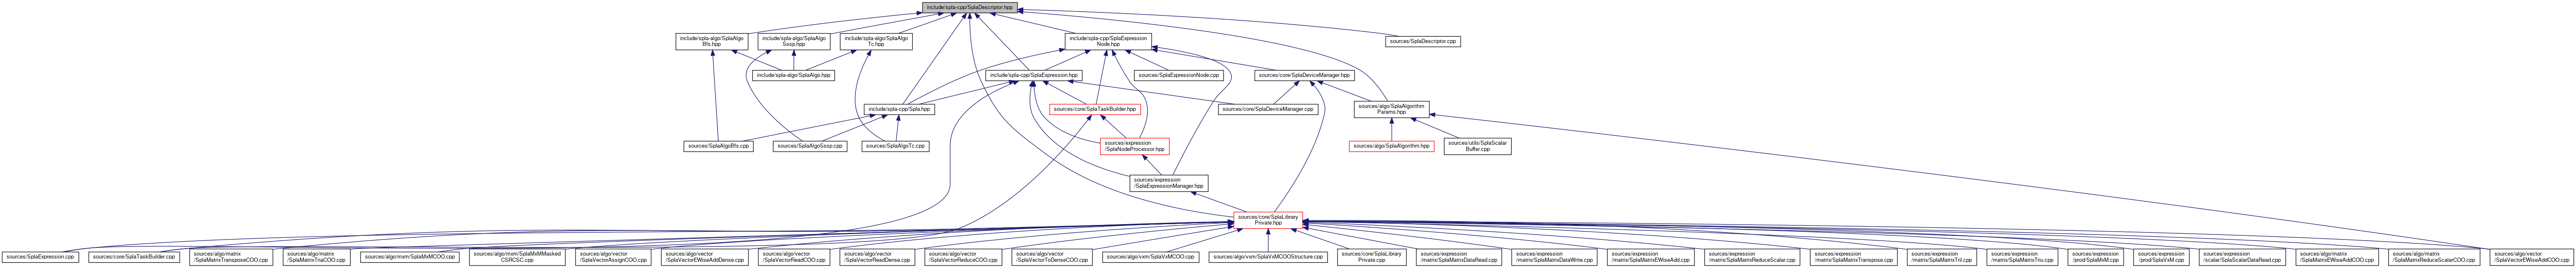 include/spla-cpp/SplaDescriptor.hpp
include/spla-algo/SplaAlgo
Bfs.hpp
include/spla-algo/SplaAlgo
Sssp.hpp
include/spla-algo/SplaAlgo
Tc.hpp
include/spla-cpp/SplaExpression
Node.hpp
sources/SplaDescriptor.cpp
include/spla-algo/SplaAlgo.hpp
include/spla-cpp/SplaExpression.hpp
sources/SplaExpressionNode.cpp
sources/core/SplaDeviceManager.hpp
include/spla-cpp/Spla.hpp
sources/core/SplaTaskBuilder.hpp
sources/core/SplaDeviceManager.cpp
sources/algo/SplaAlgorithm
Params.hpp
sources/SplaAlgoBfs.cpp
sources/SplaAlgoSssp.cpp
sources/SplaAlgoTc.cpp
sources/expression
/SplaNodeProcessor.hpp
sources/algo/SplaAlgorithm.hpp
sources/utils/SplaScalar
Buffer.cpp
sources/expression
/SplaExpressionManager.hpp
sources/core/SplaLibrary
Private.hpp
sources/SplaExpression.cpp
sources/core/SplaTaskBuilder.cpp
sources/algo/matrix
/SplaMatrixTransposeCOO.cpp
sources/algo/matrix
/SplaMatrixTriaCOO.cpp
sources/algo/mxm/SplaMxMCOO.cpp
sources/algo/mxm/SplaMxMMasked
CSRCSC.cpp
sources/algo/vector
/SplaVectorAssignCOO.cpp
sources/algo/vector
/SplaVectorEWiseAddDense.cpp
sources/algo/vector
/SplaVectorReadCOO.cpp
sources/algo/vector
/SplaVectorReadDense.cpp
sources/algo/vector
/SplaVectorReduceCOO.cpp
sources/algo/vector
/SplaVectorToDenseCOO.cpp
sources/algo/vxm/SplaVxMCOO.cpp
sources/algo/vxm/SplaVxMCOOStructure.cpp
sources/core/SplaLibrary
Private.cpp
sources/expression
/matrix/SplaMatrixDataRead.cpp
sources/expression
/matrix/SplaMatrixDataWrite.cpp
sources/expression
/matrix/SplaMatrixEWiseAdd.cpp
sources/expression
/matrix/SplaMatrixReduceScalar.cpp
sources/expression
/matrix/SplaMatrixTranspose.cpp
sources/expression
/matrix/SplaMatrixTril.cpp
sources/expression
/matrix/SplaMatrixTriu.cpp
sources/expression
/prod/SplaMxM.cpp
sources/expression
/prod/SplaVxM.cpp
sources/expression
/scalar/SplaScalarDataRead.cpp
sources/algo/matrix
/SplaMatrixEWiseAddCOO.cpp
sources/algo/matrix
/SplaMatrixReduceScalarCOO.cpp
sources/algo/vector
/SplaVectorEWiseAddCOO.cpp